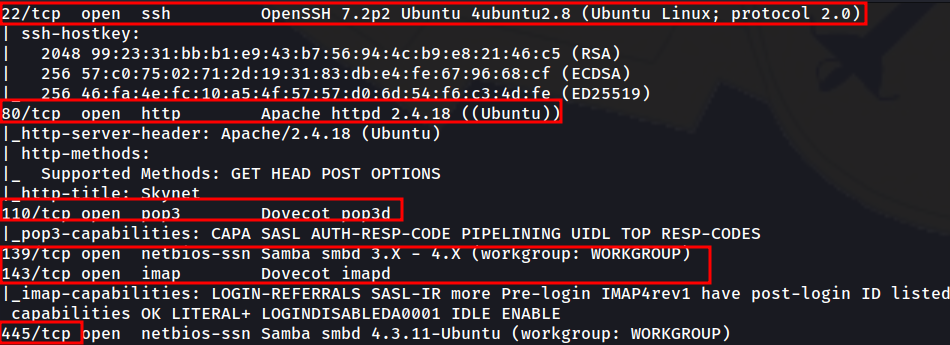 22/tcp open ssh OpenSSH 7.2p2 Ubuntu 4ubuntu2.8 (Ubuntu Linux; protocol 2.0)
| ssh-hostkey:
| 2048 99:23:31:bb:b1:e9:43:b7:56:94:4c:b9:e8:21:46:c5 (RSA)
| 256 57:c0:75:02:71:2d:19:31:83:db:e4:fe:67:96:68:cf (ECDSA)
|_ 256 46:fa:4e:fc:10:a5:4f:57:57:d0:6d:54:f6:c3:4d:fe (ED25519)
80/tcp open http Apache httpd 2.4.18 ((Ubuntu))
|_http-server-header: Apache/2.4.18 (Ubuntu)
| http-methods:
|_ Supported Methods: GET HEAD POST OPTIONS
|_http-title: Skynet
110/tcp open pop3 Dovecot pop3d
|_pop3-capabilities: CAPA SASL AUTH-RESP-CODE PIPELINING UIDL TOP RESP-CODES
139/tcp open netbios-ssn Samba smbd 3.X - 4.X (workgroup: WORKGROUP)
143/tcp open imap Dovecot imapd
|_imap-capabilities: LOGIN-REFERRALS SASL-IR more Pre-login IMAP4rev1 have post-login ID listed
capabilities OK LITERAL+ LOGINDISABLEDA0001 IDLE ENABLE
445/tcp open netbios-ssn Samba smbd 4.3.11-Ubuntu (workgroup: WORKGROUP)